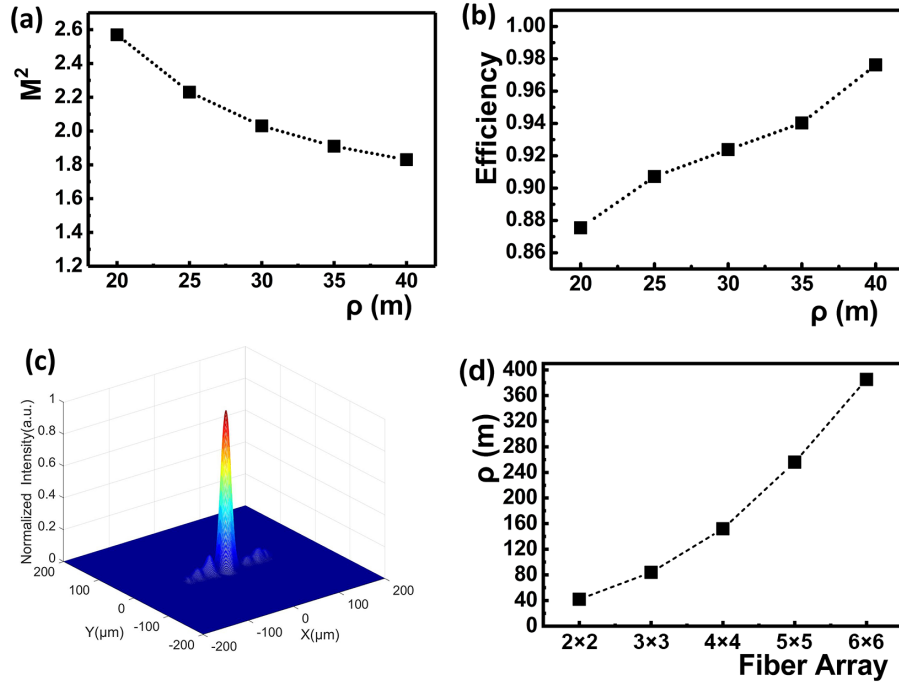 (a)
M²
2.6
2.4
2.2
2.0
1.8
1.6
1.4
1.2
20 25 30 35 40
ρ (m)
(b)
Efficiency
1.00
0.98
0.96
0.94
0.92
0.90
0.88
0.86
20 25 30 35 40
ρ (m)
(c)
Normalized Intensity(a.u.)
1
0.8
0.6
0.4
0.2
0
200
100
0
-100
-200
Y(μm)
-200
-100
0
100
200
X(μm)
(d)
ρ (m)
400
360
320
280
240
200
160
120
80
40
0
2×2 3×3 4×4 5×5 6×6
Fiber Array